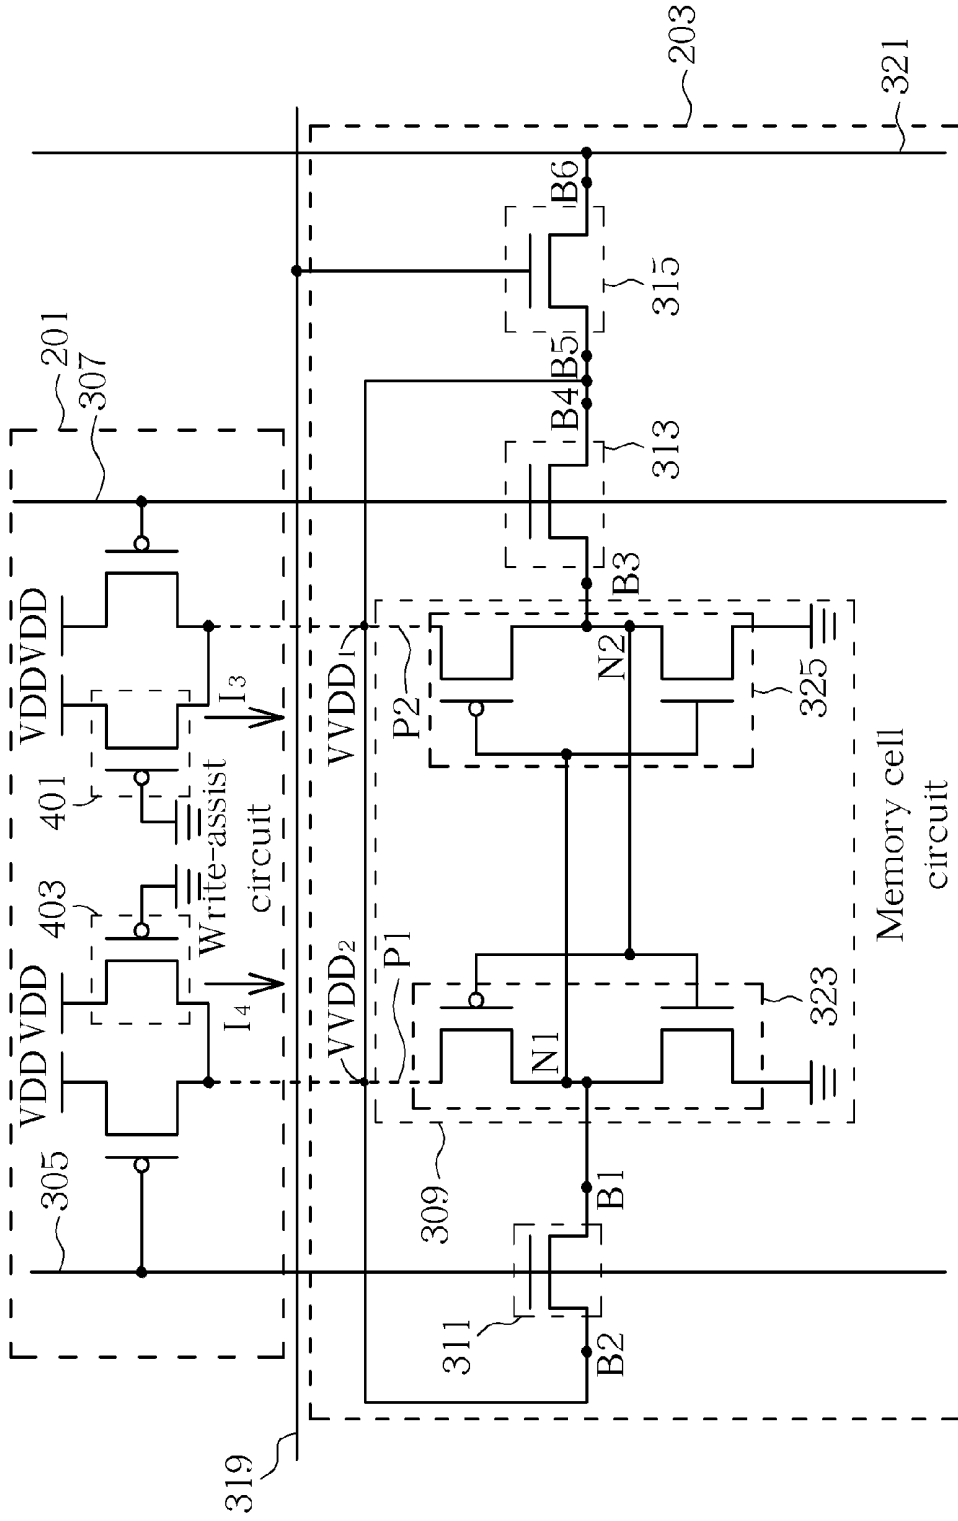 203
321
B6
315
B5
B4
313
B3
201
307
VDD
VDD
I3
401
VVDD1
P2
N2
325
Write-assist
circuit
403
VDD
VDD
I4
VVDD2
P1
N1
323
Memory cell
circuit
309
305
B1
311
B2
319